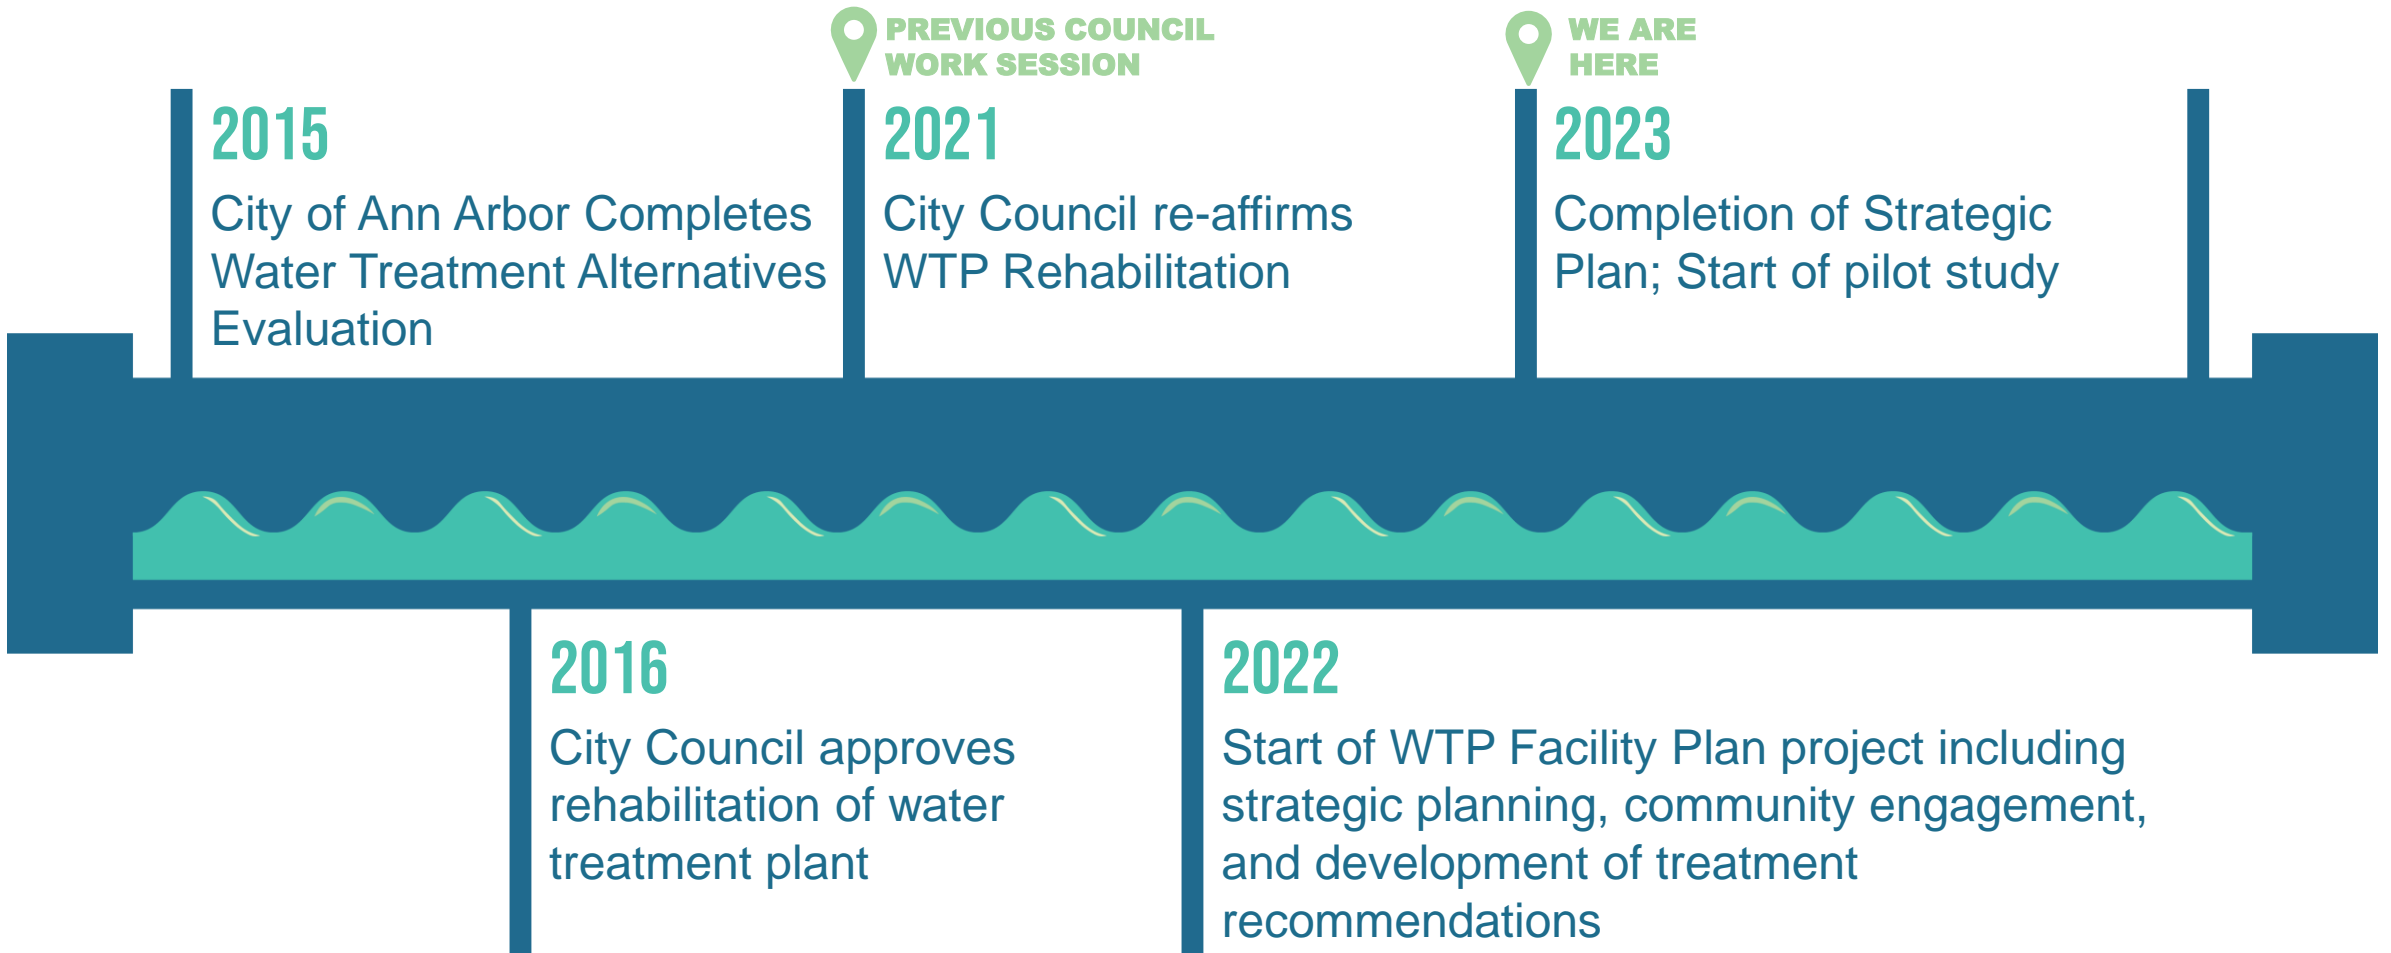 PREVIOUS COUNCIL
WORK SESSION
WE ARE
HERE
2015
City of Ann Arbor Completes
Water Treatment Alternatives
Evaluation
2021
City Council re-affirms
WTP Rehabilitation
2023
Completion of Strategic
Plan; Start of pilot study
2016
City Council approves
rehabilitation of water
treatment plant
2022
Start of WTP Facility Plan project including
strategic planning, community engagement,
and development of treatment
recommendations